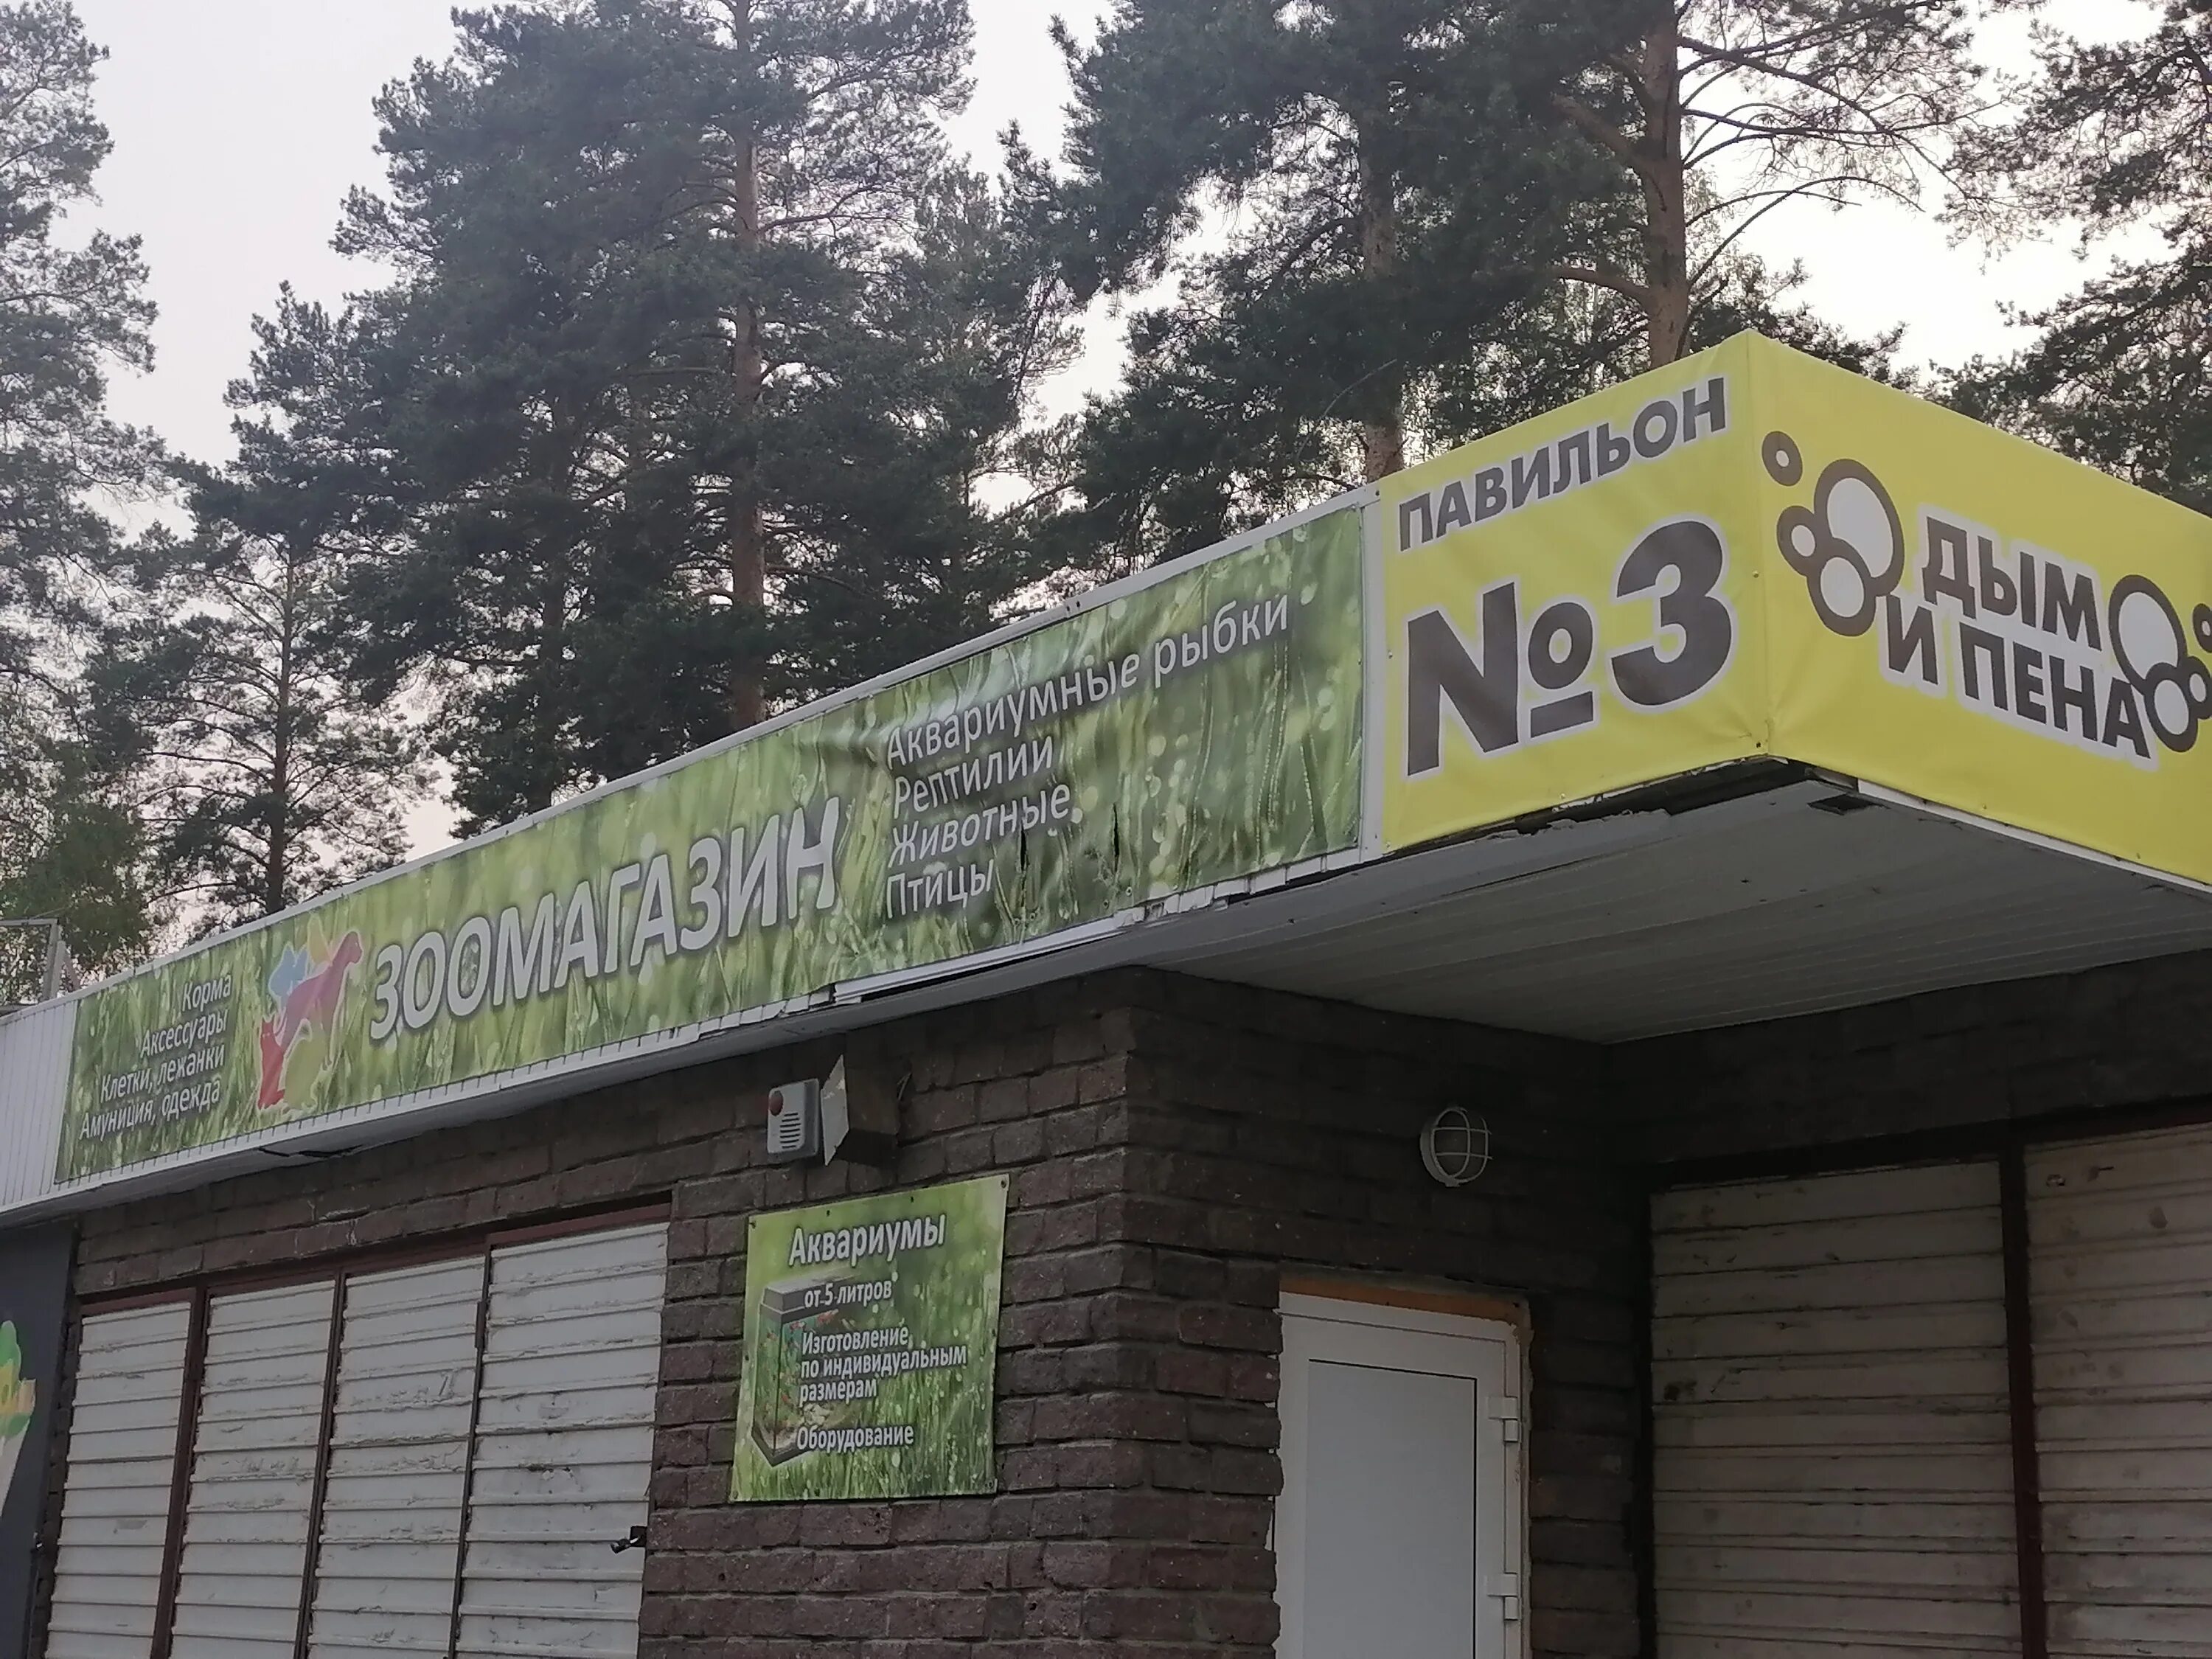 Корма
Аксессуары
Клетки, лежанки
Амуниция, одежда
ЗООМАГАЗИН
Аквариумные рыбки
Рептилии
Животные
Птицы
ПАВИЛЬОН
№3
ДЫМ
И ПЕНА
Аквариумы
от 5 литров
Изготовление
по индивидуальным
размерам
Оборудование